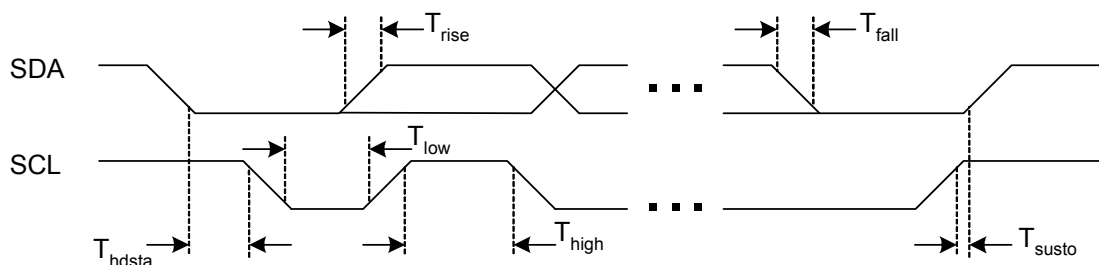 T_rise
T_fall
SDA
T_low
SCL
T_hdsta
T_high
T_susto